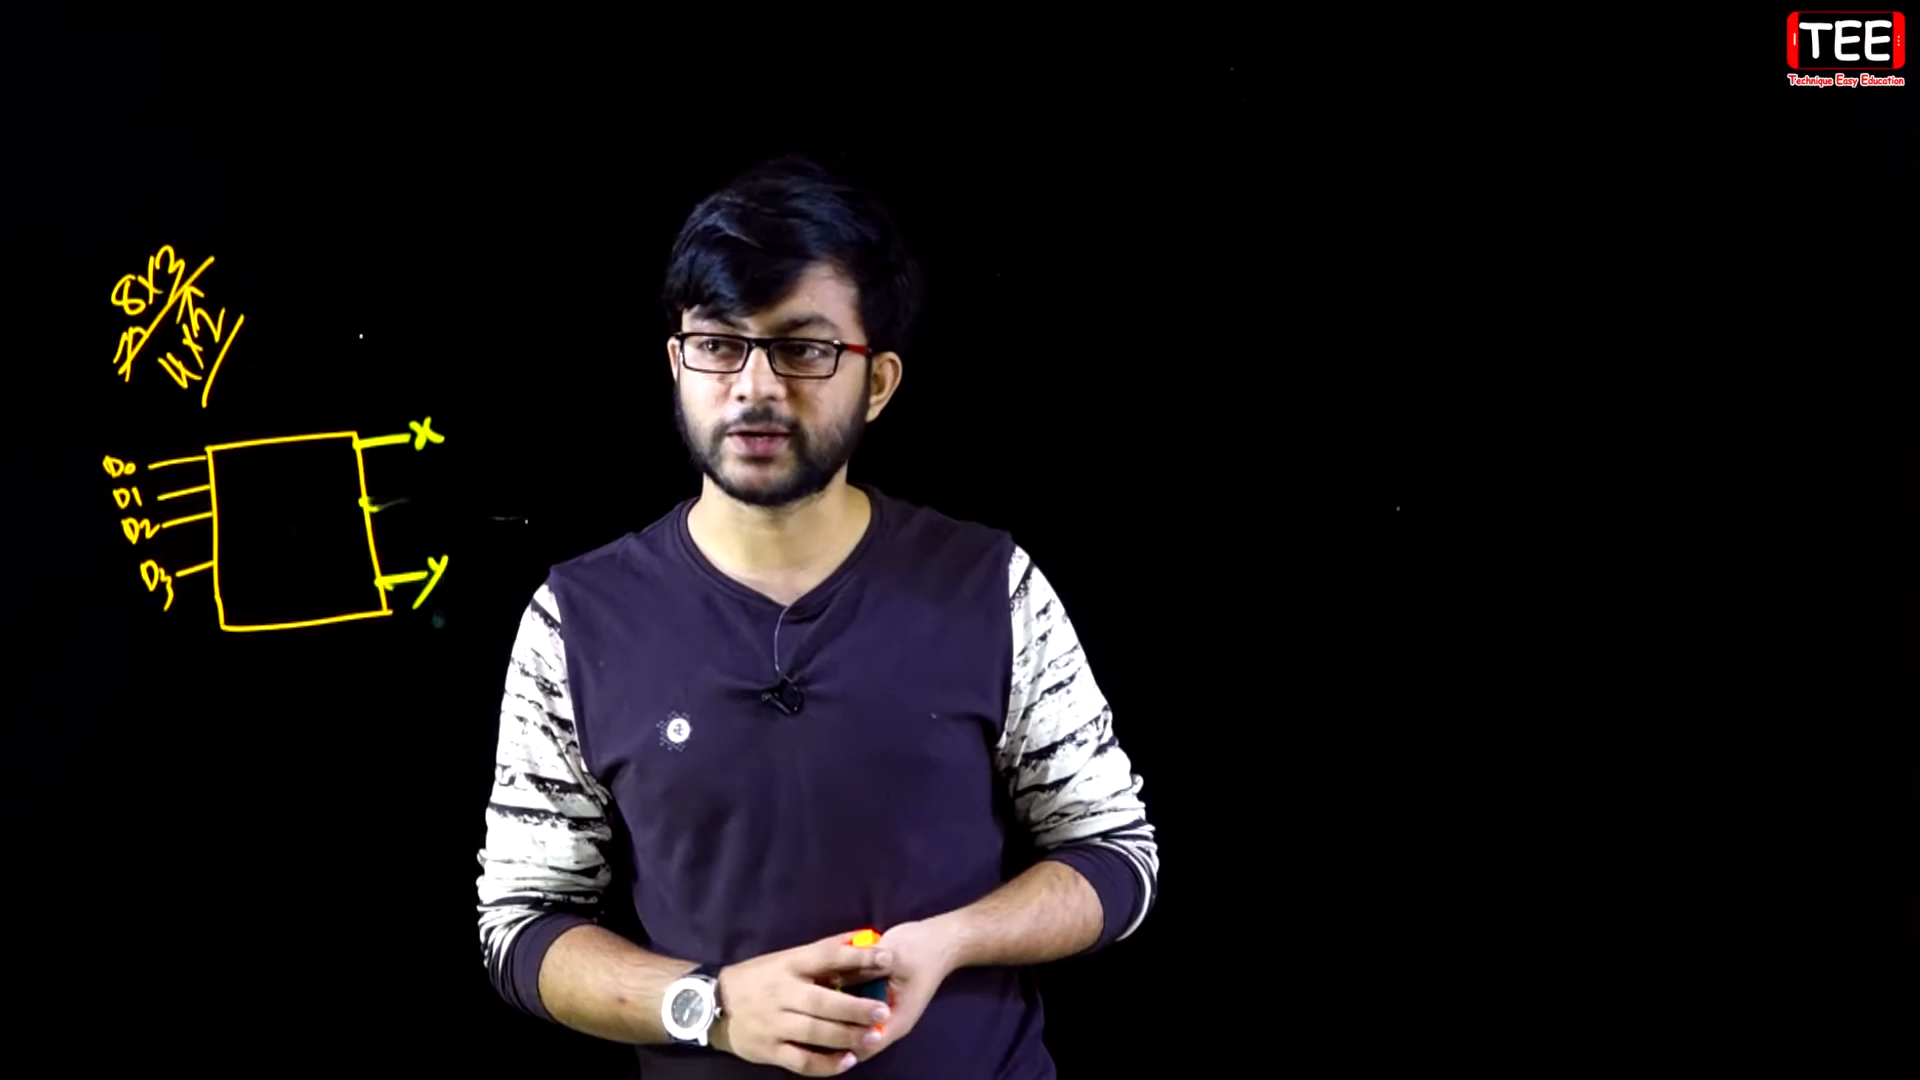 TEE
Technique Easy Education
8x3
4x2
X
D0
D1
D2
D3
Y